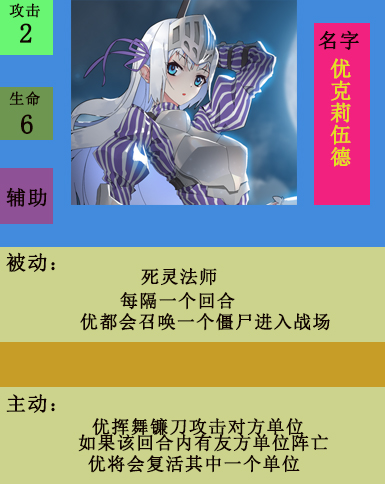 攻击
2
生命
6
辅助
名字
优克莉伍德
被动：
死灵法师
每隔一个回合
优都会召唤一个僵尸进入战场
主动：
优挥舞镰刀攻击对方单位
如果该回合内有友方单位阵亡
优将会复活其中一个单位